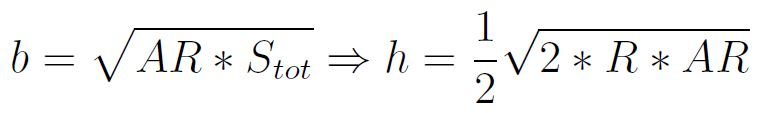 b = √(AR * S_tot) ⇒ h = 1/2 √(2 * R * AR)